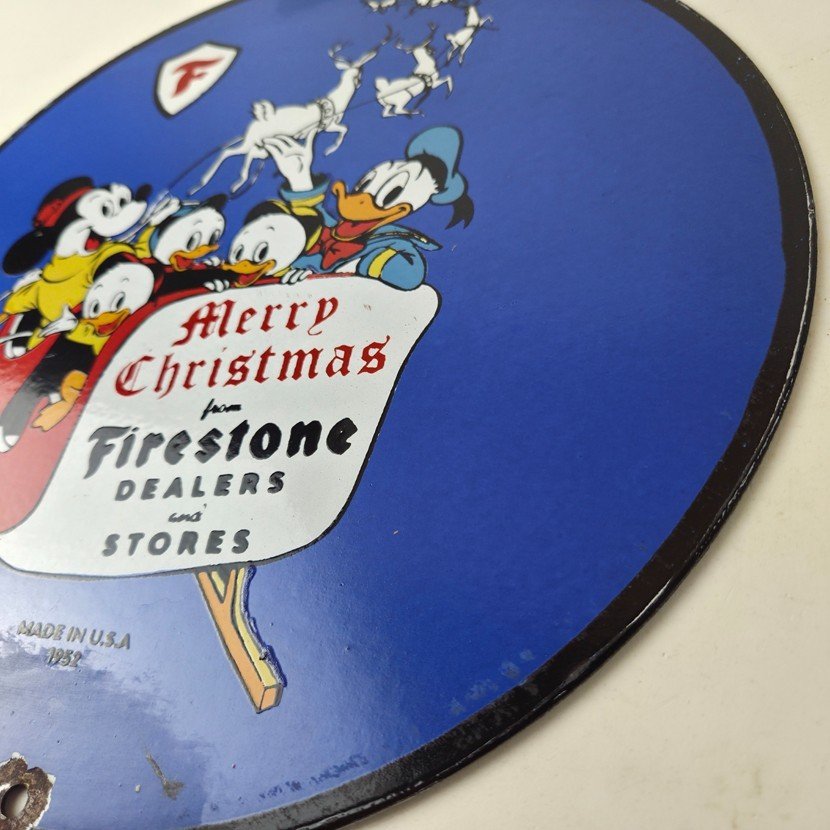 F
Merry
Christmas
from
Firestone
DEALERS
and
STORES
MADE IN U.S.A
1952